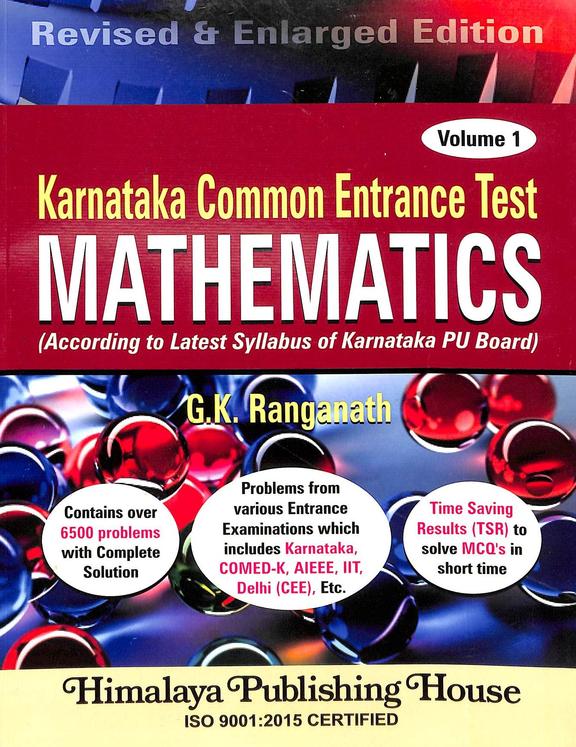 Revised & Enlarged Edition
Volume 1
Karnataka Common Entrance Test
MATHEMATICS
(According to Latest Syllabus of Karnataka PU Board)
G.K. Ranganath
Contains over
6500 problems
with Complete
Solution
Problems from
various Entrance
Examinations which
includes Karnataka,
COMED-K, AIEEE, IIT,
Delhi (CEE), Etc.
Time Saving
Results (TSR) to
solve MCQ's in
short time
Himalaya Publishing House
ISO 9001:2015 CERTIFIED